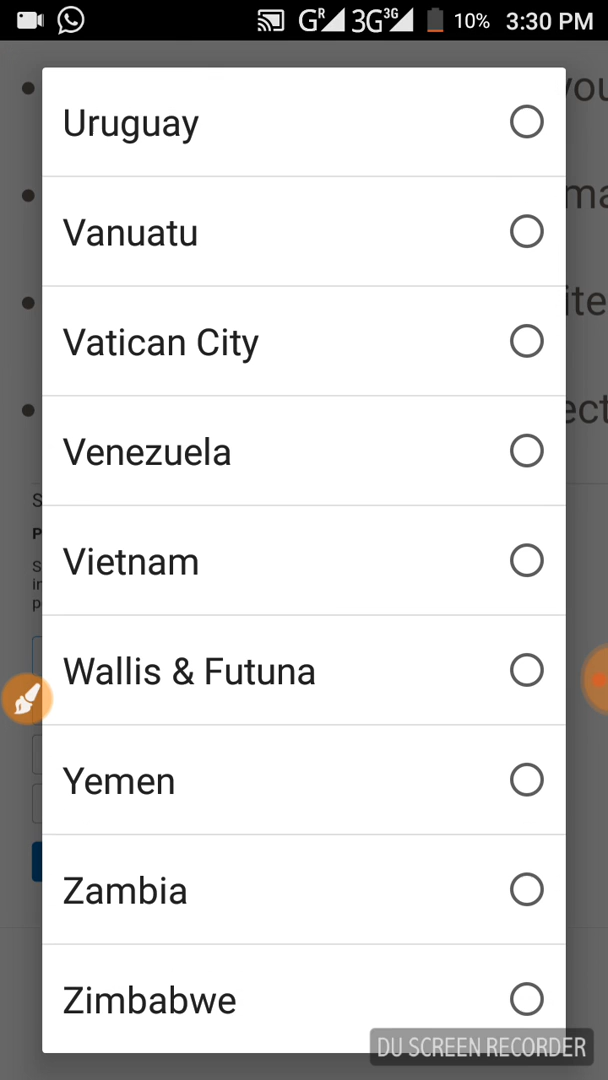 GR 3G 3G 10% 3:30 PM
Uruguay
Vanuatu
Vatican City
Venezuela
Vietnam
Wallis & Futuna
Yemen
Zambia
Zimbabwe
DU SCREEN RECORDER